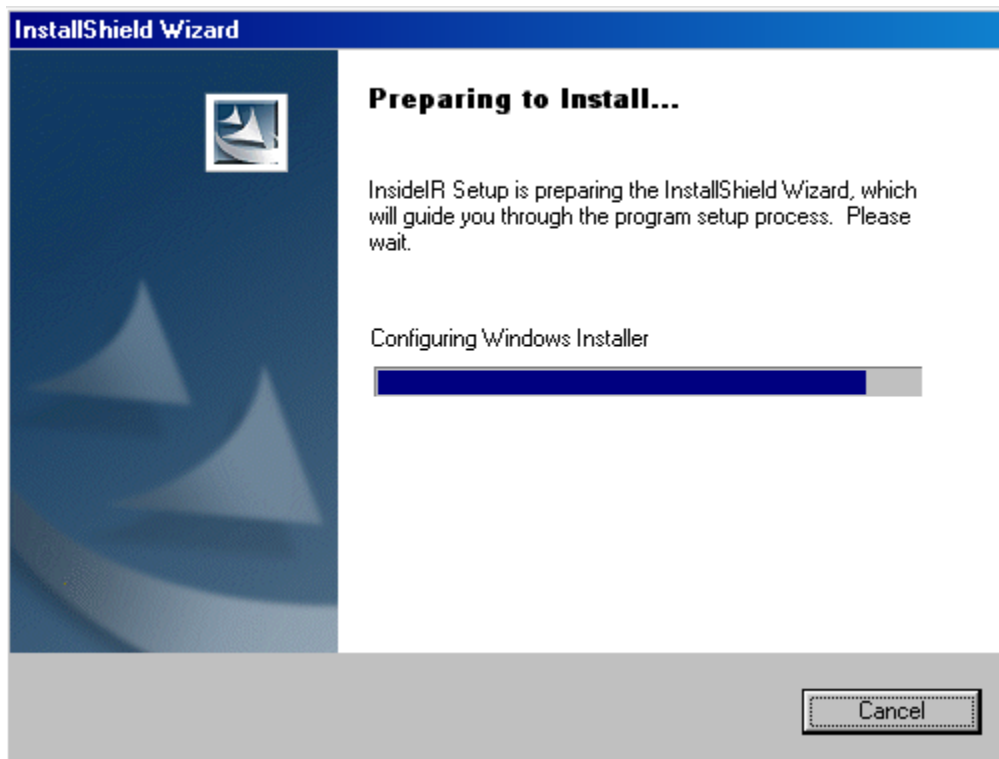 InstallShield Wizard
Preparing to Install...
InsideIR Setup is preparing the InstallShield Wizard, which
will guide you through the program setup process.  Please
wait.
Configuring Windows Installer
Cancel